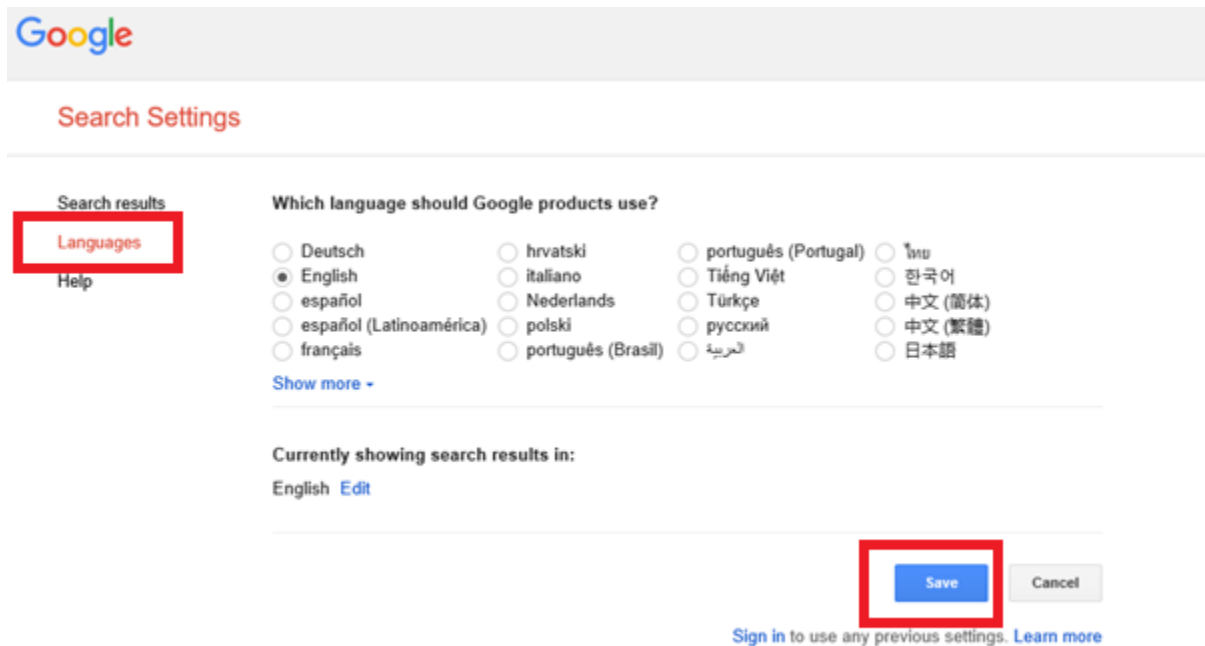 Google
Search Settings
Search results
Languages
Help
Which language should Google products use?
Deutsch
English
español
español (Latinoamérica)
français
hrvatski
italiano
Nederlands
polski
português (Brasil)
português (Portugal)
Tiếng Việt
Türkçe
русский
العربية
ไทย
한국어
中文 (简体)
中文 (繁體)
日本語
Show more
Currently showing search results in:
English Edit
Save
Cancel
Sign in to use any previous settings. Learn more